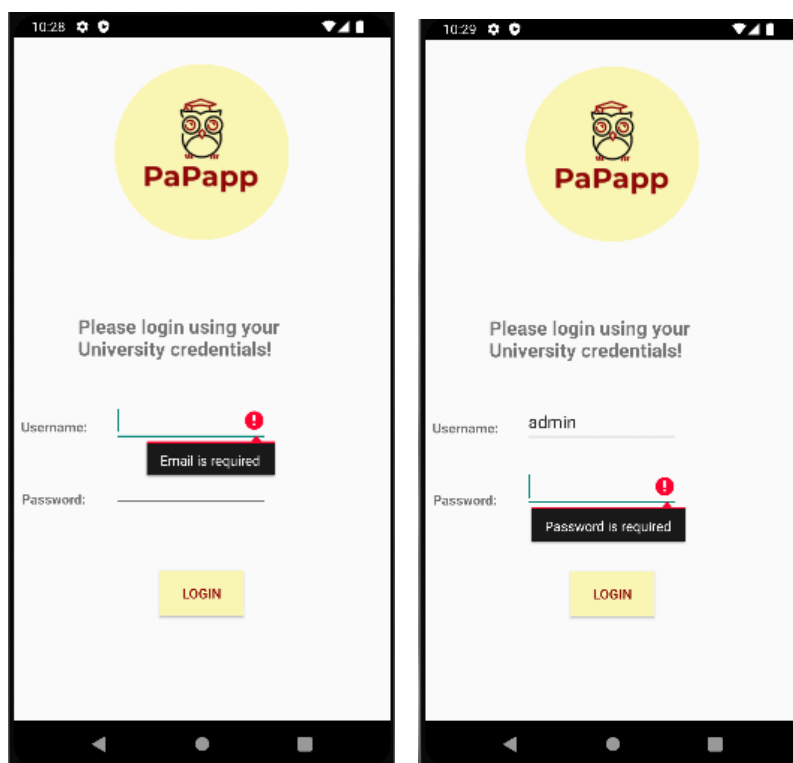 10:28
PaPapp
Please login using your
University credentials!
Username:
Email is required
Password:
LOGIN
10:29
PaPapp
Please login using your
University credentials!
Username: admin
Password:
Password is required
LOGIN